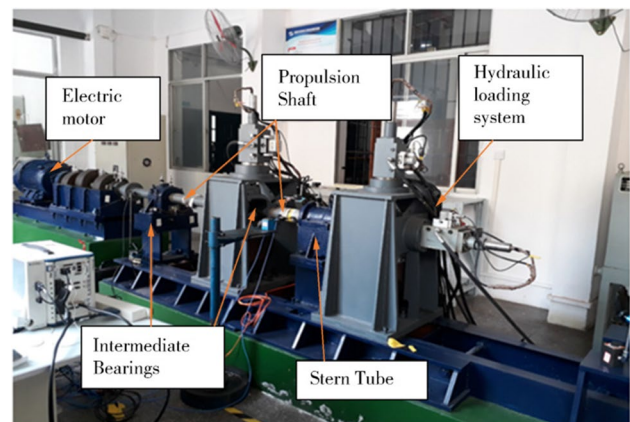 Electric
motor
Propulsion
Shaft
Hydraulic
loading
system
Intermediate
Bearings
Stern Tube